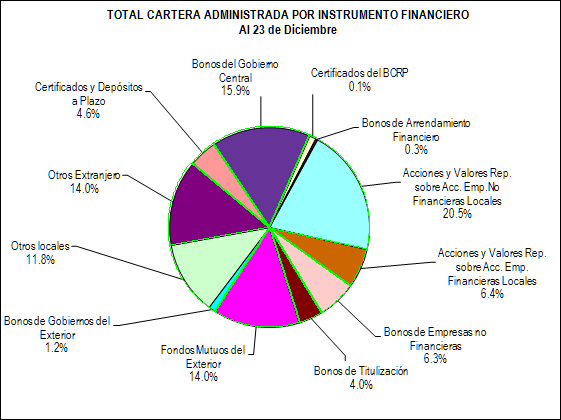 TOTAL CARTERA ADMINISTRADA POR INSTRUMENTO FINANCIERO
Al 23 de Diciembre
Bonos del Gobierno
Central
15.9%
Certificados del BCRP
0.1%
Bonos de Arrendamiento
Financiero
0.3%
Acciones y Valores Rep.
sobre Acc. Emp.No
Financieras Locales
20.5%
Acciones y Valores Rep.
sobre Acc. Emp.
Financieras Locales
6.4%
Bonos de Empresas no
Financieras
6.3%
Bonos de Titulización
4.0%
Fondos Mutuos del
Exterior
14.0%
Bonos de Gobiernos del
Exterior
1.2%
Otros locales
11.8%
Otros Extranjero
14.0%
Certificados y Depósitos
a Plazo
4.6%